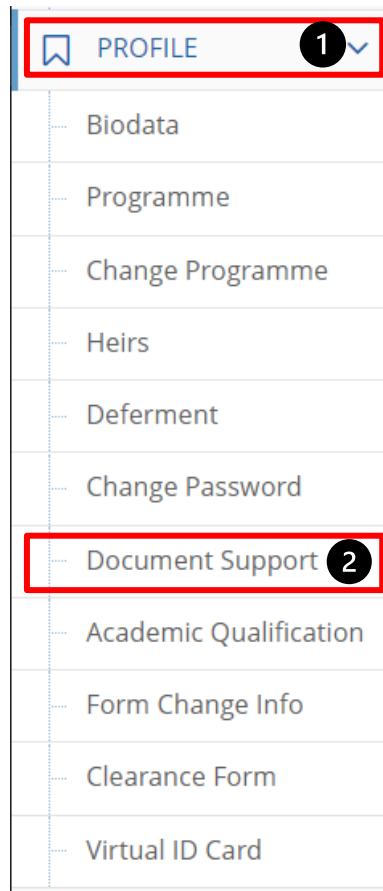 PROFILE 1
Biodata
Programme
Change Programme
Heirs
Deferment
Change Password
Document Support 2
Academic Qualification
Form Change Info
Clearance Form
Virtual ID Card